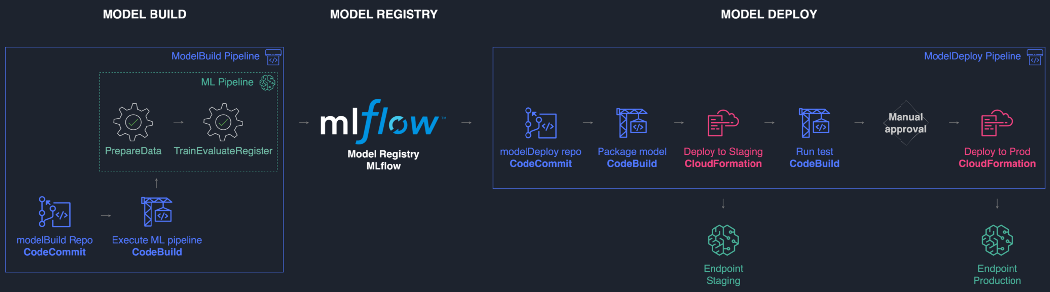 MODEL BUILD
MODEL REGISTRY
MODEL DEPLOY
ModelBuild Pipeline
ML Pipeline
PrepareData
TrainEvaluateRegister
modelBuild Repo
CodeCommit
Execute ML pipeline
CodeBuild
mlflow™
Model Registry
MLflow
ModelDeploy Pipeline
modelDeploy repo
CodeCommit
Package model
CodeBuild
Deploy to Staging
CloudFormation
Run test
CodeBuild
Manual
approval
Deploy to Prod
CloudFormation
Endpoint
Staging
Endpoint
Production